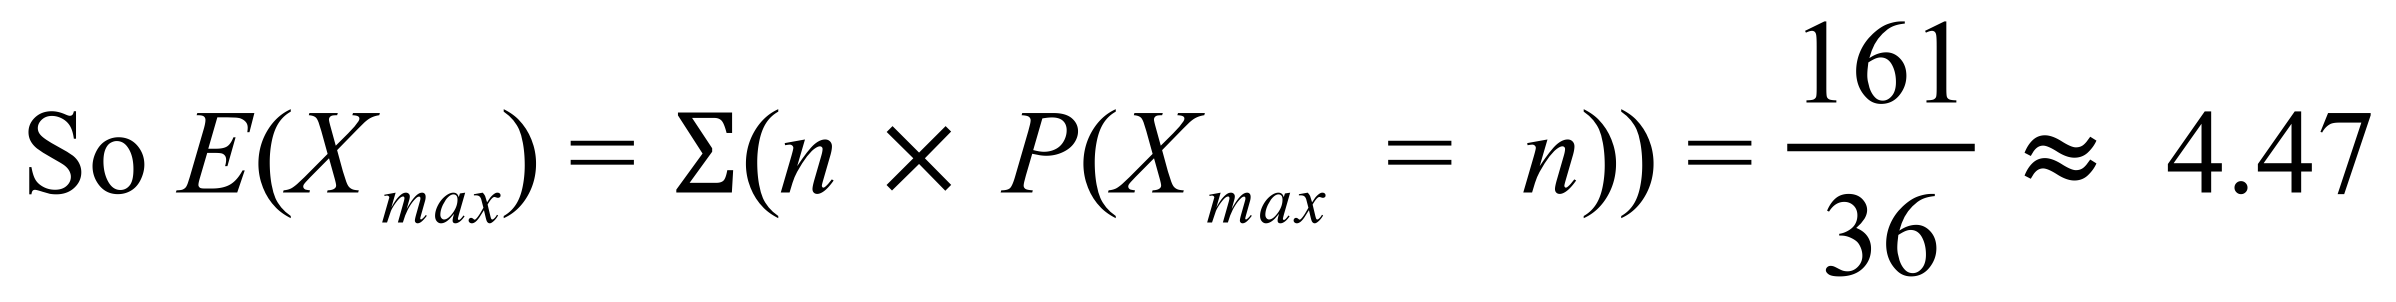 So E(X_max) = Σ(n × P(X_max = n)) = 161/36 ≈ 4.47